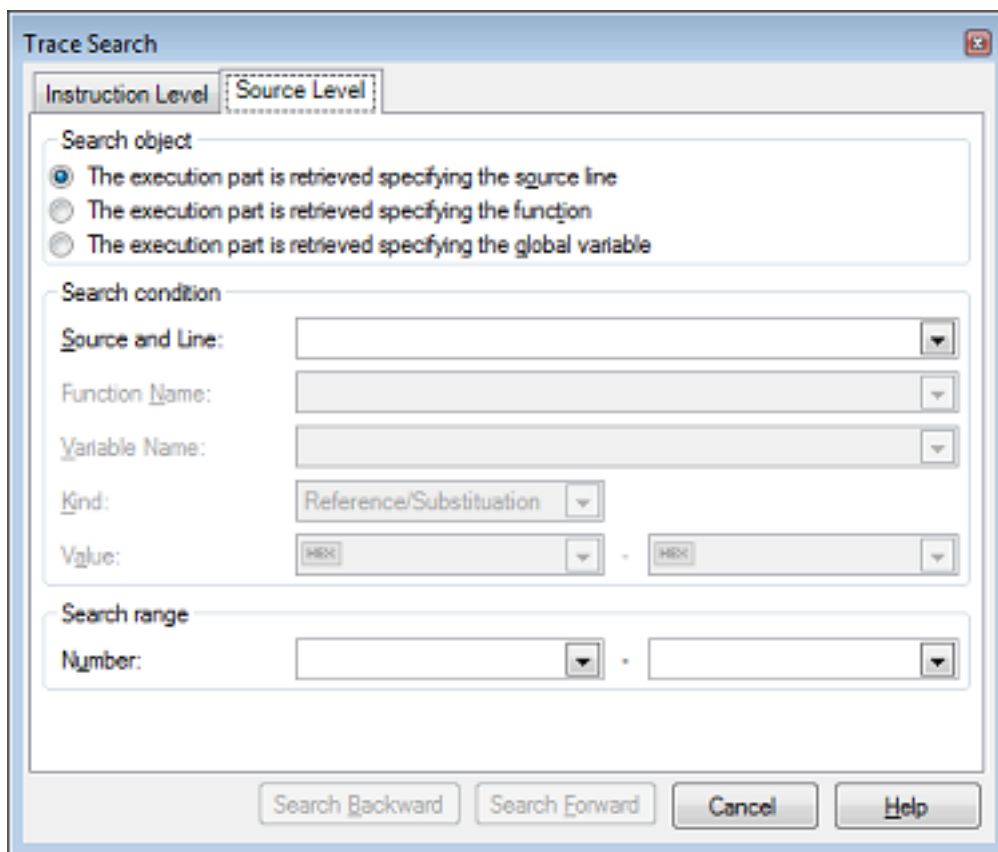 Trace Search
Instruction Level Source Level
Search object
The execution part is retrieved specifying the source line
The execution part is retrieved specifying the function
The execution part is retrieved specifying the global variable
Search condition
Source and Line:
Function Name:
Variable Name:
Kind: Reference/Substituation
Value: HEX - HEX
Search range
Number: -
Search Backward Search Forward Cancel Help